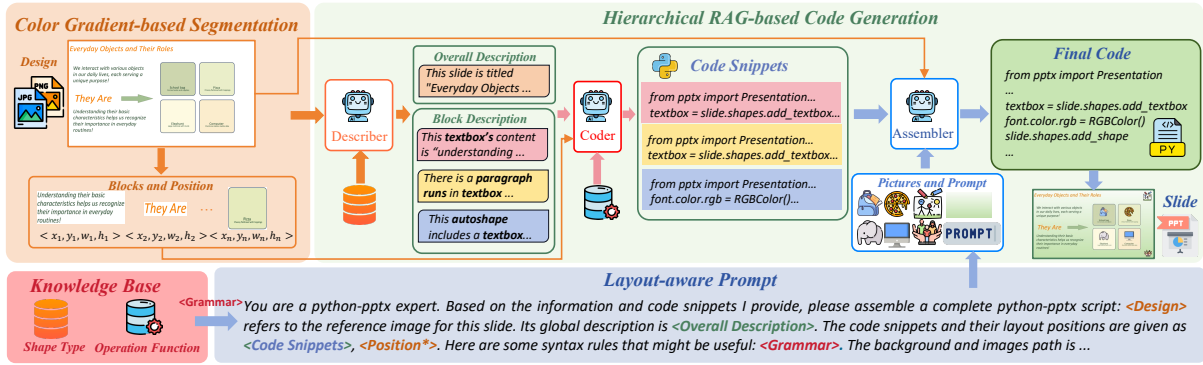 Color Gradient-based Segmentation
Hierarchical RAG-based Code Generation
Design
JPG
PNG
Everyday Objects and Their Roles
We interact with various objects
in our daily lives, each serving a
unique purpose!
They Are
Understanding their basic
characteristics helps us recognize
their importance in everyday
routines!
Blocks and Position
Understanding their basic
characteristics helps us recognize
their importance in everyday
routines!
They Are
...
< x1, y1, w1, h1 > < x2, y2, w2, h2 > < xn, yn, wn, hn >
Describer
Overall Description
This slide is titled
"Everyday Objects ...
Block Description
This textbox's content
is "understanding ...
There is a paragraph
runs in textbox ...
This autoshape
includes a textbox...
Coder
Code Snippets
from pptx import Presentation...
textbox = slide.shapes.add_textbox...
from pptx import Presentation...
textbox = slide.shapes.add_textbox...
from pptx import Presentation...
font.color.rgb = RGBColor()...
Assembler
Pictures and Prompt
PROMPT
Final Code
from pptx import Presentation
...
textbox = slide.shapes.add_textbox
font.color.rgb = RGBColor()
slide.shapes.add_shape
...
PY
Everyday Objects and Their Roles
They Are
Slide
PPT
Knowledge Base
Shape Type
Operation Function
<Grammar>
Layout-aware Prompt
You are a python-pptx expert. Based on the information and code snippets I provide, please assemble a complete python-pptx script: <Design>
refers to the reference image for this slide. Its global description is <Overall Description>. The code snippets and their layout positions are given as
<Code Snippets>, <Position*>. Here are some syntax rules that might be useful: <Grammar>. The background and images path is ...